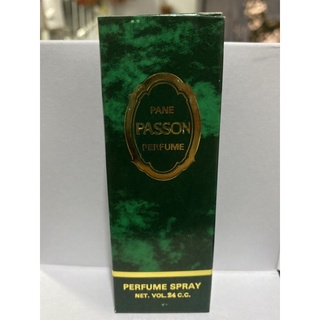 PANE
PASSON
PERFUME
PERFUME SPRAY
NET. VOL.54 C.C.